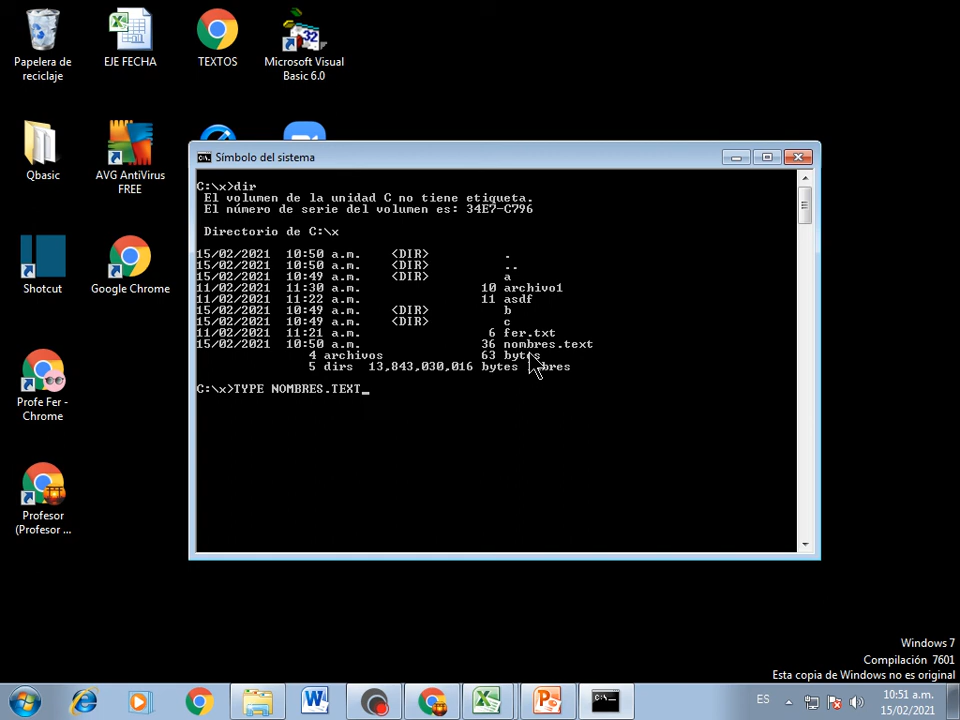 Papelera de
reciclaje
EJE FECHA
TEXTOS
Microsoft Visual
Basic 6.0
Qbasic
AVG AntiVirus
FREE
Shotcut
Google Chrome
Profe Fer -
Chrome
Profesor
(Profesor ...
Símbolo del sistema
C:\x>dir
El volumen de la unidad C no tiene etiqueta.
El número de serie del volumen es: 34E7-C796
Directorio de C:\x
15/02/2021 10:50 a.m. <DIR> .
15/02/2021 10:50 a.m. <DIR> ..
15/02/2021 10:49 a.m. <DIR> a
11/02/2021 11:30 a.m. 10 archivo1
11/02/2021 11:22 a.m. 11 asdf
15/02/2021 10:49 a.m. <DIR> b
15/02/2021 10:49 a.m. <DIR> c
11/02/2021 11:21 a.m. 6 fer.txt
15/02/2021 10:50 a.m. 36 nombres.text
4 archivos 63 bytes
5 dirs 13,843,030,016 bytes libres
C:\x>TYPE NOMBRES.TEXT_
Windows 7
Compilación 7601
Esta copia de Windows no es original
ES
10:51 a.m.
15/02/2021